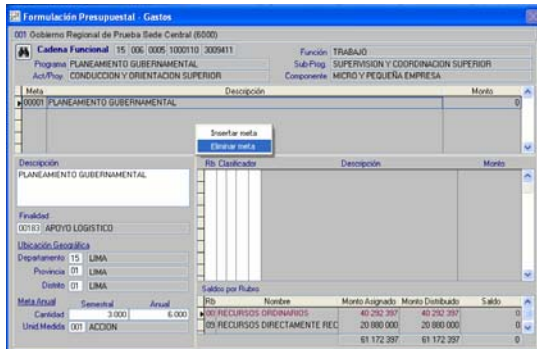 Formulación Presupuestal - Gastos
001 Gobierno Regional de Prueba Sede Central (6000)
Cadena Funcional 15 006 0005 1000110 3009411 Función TRABAJO
Programa PLANEAMIENTO GUBERNAMENTAL Sub-Prog. SUPERVISION Y COORDINACION SUPERIOR
Act/Proy CONDUCCION Y ORIENTACION SUPERIOR Componente MICRO Y PEQUEÑA EMPRESA
Meta Descripción Monto
00001 PLANEAMIENTO GUBERNAMENTAL 0
Insertar meta
Eliminar meta
Descripción Rb Clasificador Descripción Monto
PLANEAMIENTO GUBERNAMENTAL
Finalidad
00183 APOYO LOGISTICO
Ubicación Geográfica
Departamento 15 LIMA
Provincia 01 LIMA
Distrito 01 LIMA
Saldos por Rubro
Meta Anual Semestral Anual Rb Nombre Monto Asignado Monto Distribuido Saldo
Cantidad 3.000 6.000 00 RECURSOS ORDINARIOS 40 292 397 40 292 397 0
Unid Medida 001 ACCION 09 RECURSOS DIRECTAMENTE REC 20 880 000 20 880 000 0
61 172 397 61 172 397 0